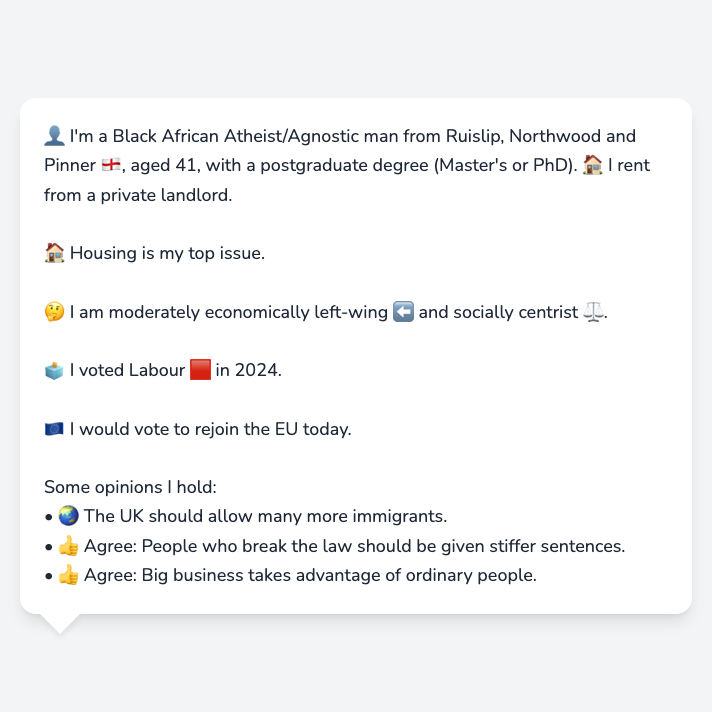 👤 I'm a Black African Atheist/Agnostic man from Ruislip, Northwood and
Pinner 🏴󠁧󠁢󠁥󠁮󠁧󠁿, aged 41, with a postgraduate degree (Master's or PhD). 🏠 I rent
from a private landlord.
🏠 Housing is my top issue.
🤔 I am moderately economically left-wing ⬅️ and socially centrist ⚖️.
🗳️ I voted Labour 🟥 in 2024.
🇪🇺 I would vote to rejoin the EU today.
Some opinions I hold:
• 🌏 The UK should allow many more immigrants.
• 👍 Agree: People who break the law should be given stiffer sentences.
• 👍 Agree: Big business takes advantage of ordinary people.